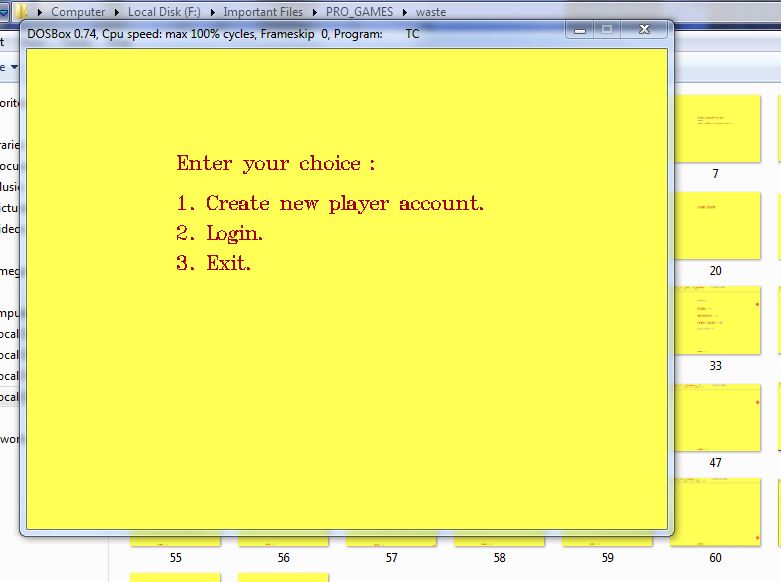 Computer ▸ Local Disk (F:) ▸ Important Files ▸ PRO_GAMES ▸ waste
DOSBox 0.74, Cpu speed: max 100% cycles, Frameskip 0, Program: TC
Enter your choice :
1. Create new player account.
2. Login.
3. Exit.
7
20
33
47
55 56 57 58 59 60